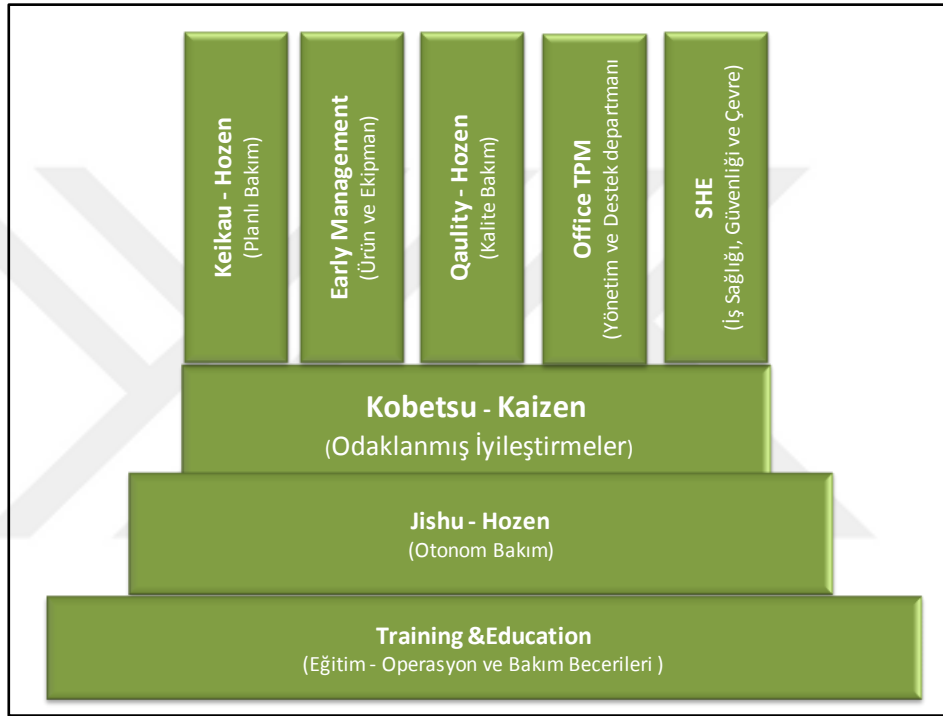 Keikau - Hozen
(Planlı Bakım)
Early Management
(Ürün ve Ekipman)
Qaulity - Hozen
(Kalite Bakım)
Office TPM
(Yönetim ve Destek departmanı)
SHE
(İş Sağlığı, Güvenliği ve Çevre)
Kobetsu - Kaizen
(Odaklanmış İyileştirmeler)
Jishu - Hozen
(Otonom Bakım)
Training &Education
(Eğitim - Operasyon ve Bakım Becerileri )